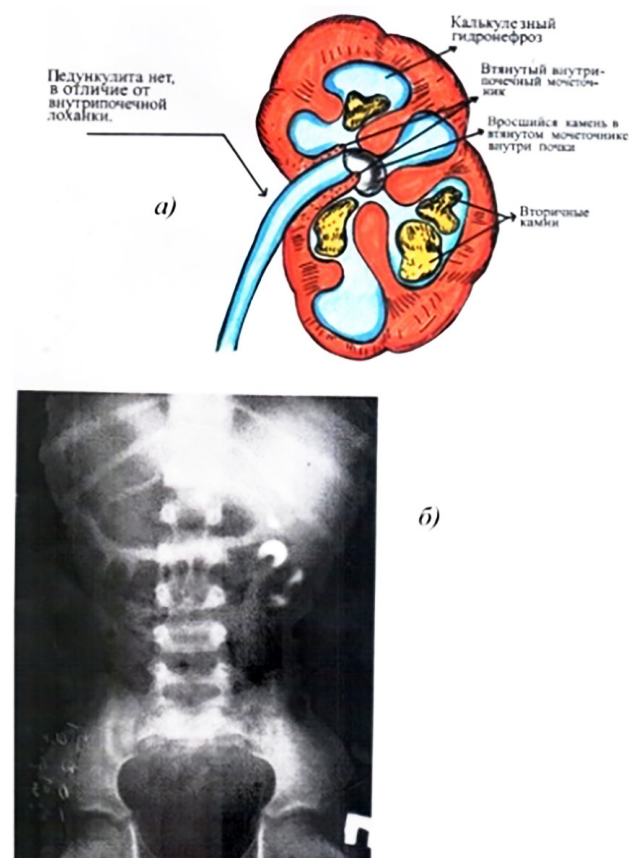 Калькулезный
гидронефроз
Педункулита нет,
в отличие от
внутрипочечной
лоханки.
Втянутый внутри-
почечный мочеточ-
ник
Вросшийся камень в
втянутом мочеточнике
внутри почки
а)
Вторичные
камни
б)